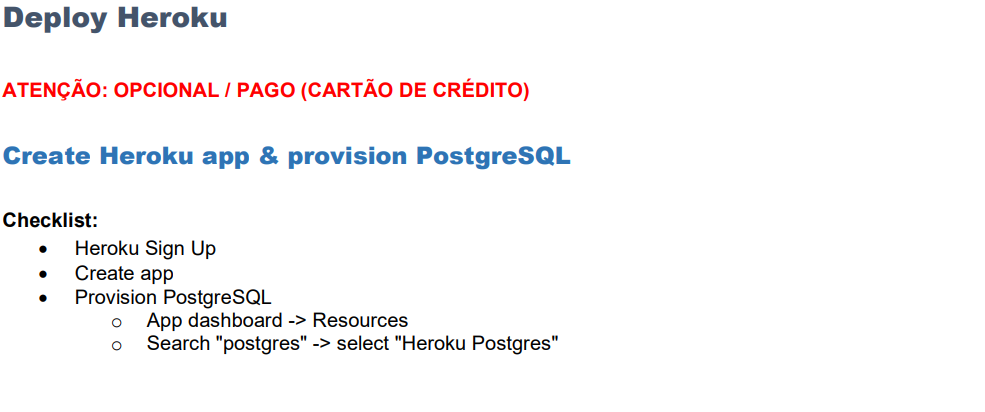 Deploy Heroku
ATENÇÃO: OPCIONAL / PAGO (CARTÃO DE CRÉDITO)
Create Heroku app & provision PostgreSQL
Checklist:
• Heroku Sign Up
• Create app
• Provision PostgreSQL
o App dashboard -> Resources
o Search "postgres" -> select "Heroku Postgres"